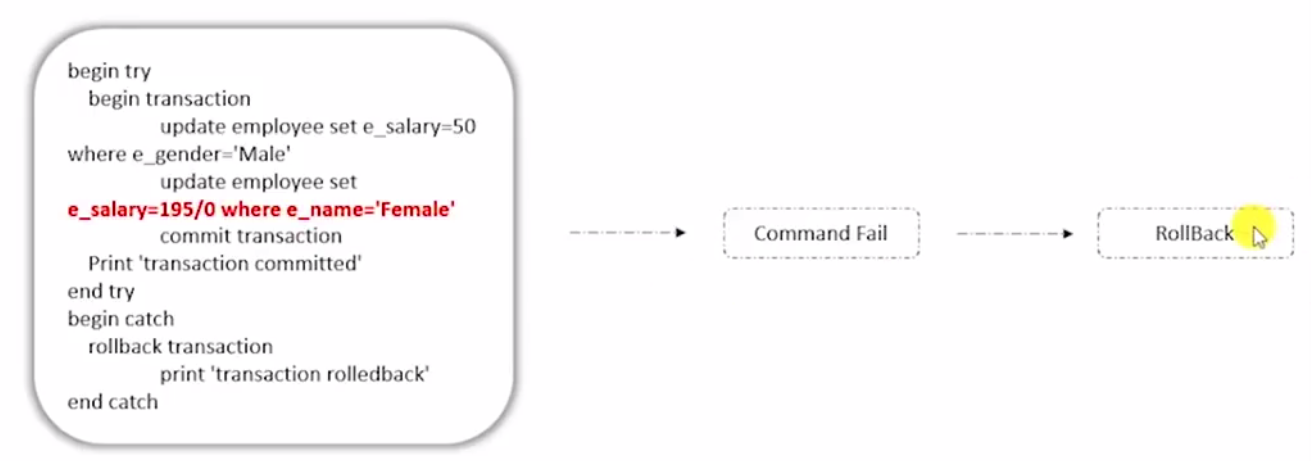 begin try
begin transaction
update employee set e_salary=50
where e_gender='Male'
update employee set
e_salary=195/0 where e_name='Female'
commit transaction
Print 'transaction committed'
end try
begin catch
rollback transaction
print 'transaction rolledback'
end catch
Command Fail
RollBack